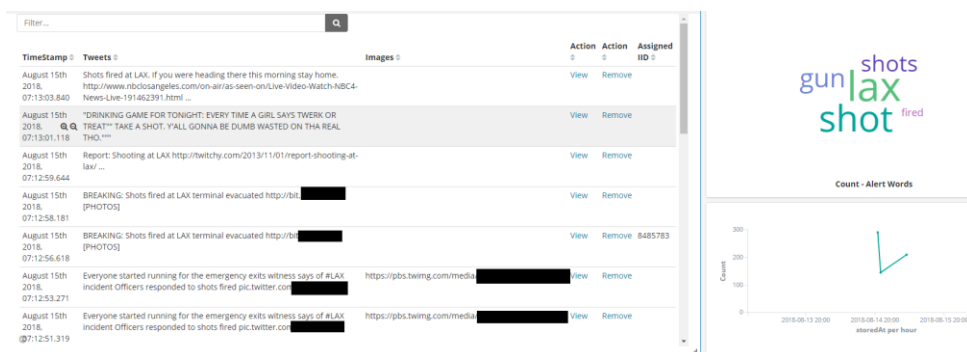 Filter...
TimeStamp Tweets Images Action Action Assigned IID
August 15th 2018, 07:13:03.840
Shots fired at LAX. If you were heading there this morning stay home.
http://www.nbclosangeles.com/on-air/as-seen-on/Live-Video-Watch-NBC4-
News-Live-191462391.html ...
View Remove
August 15th 2018, 07:13:01.118
"DRINKING GAME FOR TONIGHT: EVERY TIME A GIRL SAYS TWERK OR
TREAT"" TAKE A SHOT. Y'ALL GONNA BE DUMB WASTED ON THA REAL
THO."""
View Remove
August 15th 2018, 07:12:59.644
Report: Shooting at LAX http://twitchy.com/2013/11/01/report-shooting-at-
lax/ ...
View Remove
August 15th 2018, 07:12:58.181
BREAKING: Shots fired at LAX terminal evacuated http://bit.
[PHOTOS]
View Remove
August 15th 2018, 07:12:56.618
BREAKING: Shots fired at LAX terminal evacuated http://bit
[PHOTOS]
View Remove 8485783
August 15th 2018, 07:12:53.271
Everyone started running for the emergency exits witness says of #LAX
incident Officers responded to shots fired pic.twitter.com
https://pbs.twimg.com/media/
View Remove
August 15th 2018, 07:12:51.319
Everyone started running for the emergency exits witness says of #LAX
incident Officers responded to shots fired pic.twitter.com
https://pbs.twimg.com/media/
View Remove
shots
gun lax
shot fired
Count - Alert Words
300
200
100
0
Count
2018-08-13 20:00 2018-08-14 20:00 2018-08-15 20:00
storedAt per hour